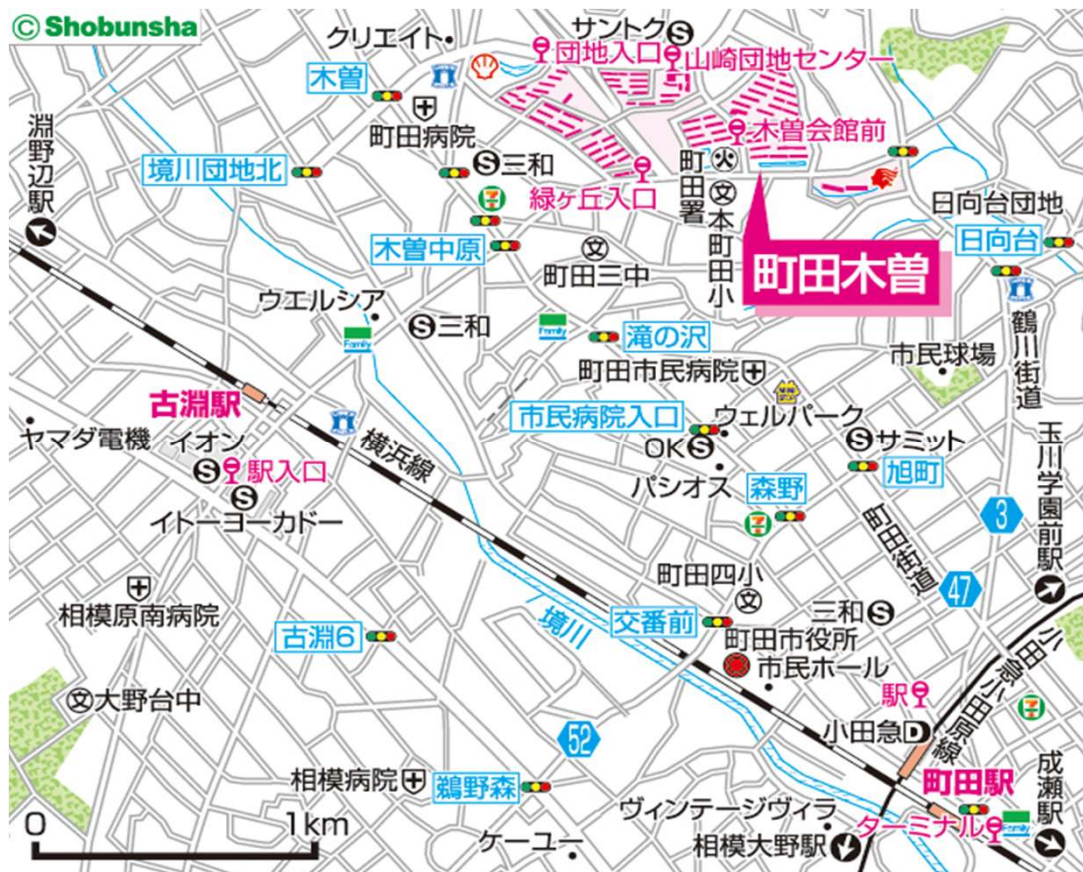 © Shobunsha
クリエイト
サントク
S
団地入口
山崎団地センター
木曽
町田病院
木曽会館前
淵野辺駅
境川団地北
S
三和
緑ヶ丘入口
町田署
火
文
本町田小
日向台団地
日向台
木曽中原
文
町田三中
町田木曽
ウエルシア
S
三和
Family
Family
滝の沢
町田市民病院
市民球場
鶴川街道
古淵駅
市民病院入口
ウェルパーク
ヤマダ電機
イオン
S
駅入口
横浜線
OK
S
S
サミット
旭町
パシオス
森野
S
イトーヨーカドー
7
7
3
玉川学園前駅
町田街道
47
相模原南病院
町田四小
文
境川
交番前
三和
S
古淵6
町田市役所
市民ホール
小田急小田原線
文
大野台中
駅
7
52
小田急
D
相模病院
鵜野森
町田駅
成瀬駅
ヴィンテージヴィラ
ターミナル
Family
ケーユー
相模大野駅
0
1km